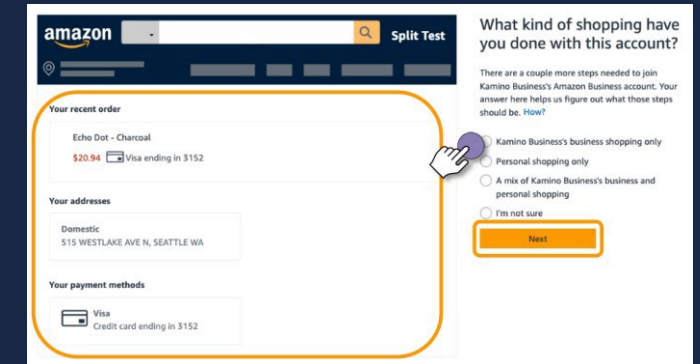 amazon
Split Test
Your recent order
Echo Dot - Charcoal
$20.94 Visa ending in 3152
Your addresses
Domestic
515 WESTLAKE AVE N, SEATTLE WA
Your payment methods
Visa
Credit card ending in 3152
What kind of shopping have
you done with this account?
There are a couple more steps needed to join
Kamino Business's Amazon Business account. Your
answer here helps us figure out what those steps
should be. How?
Kamino Business's business shopping only
Personal shopping only
A mix of Kamino Business's business and
personal shopping
I'm not sure
Next